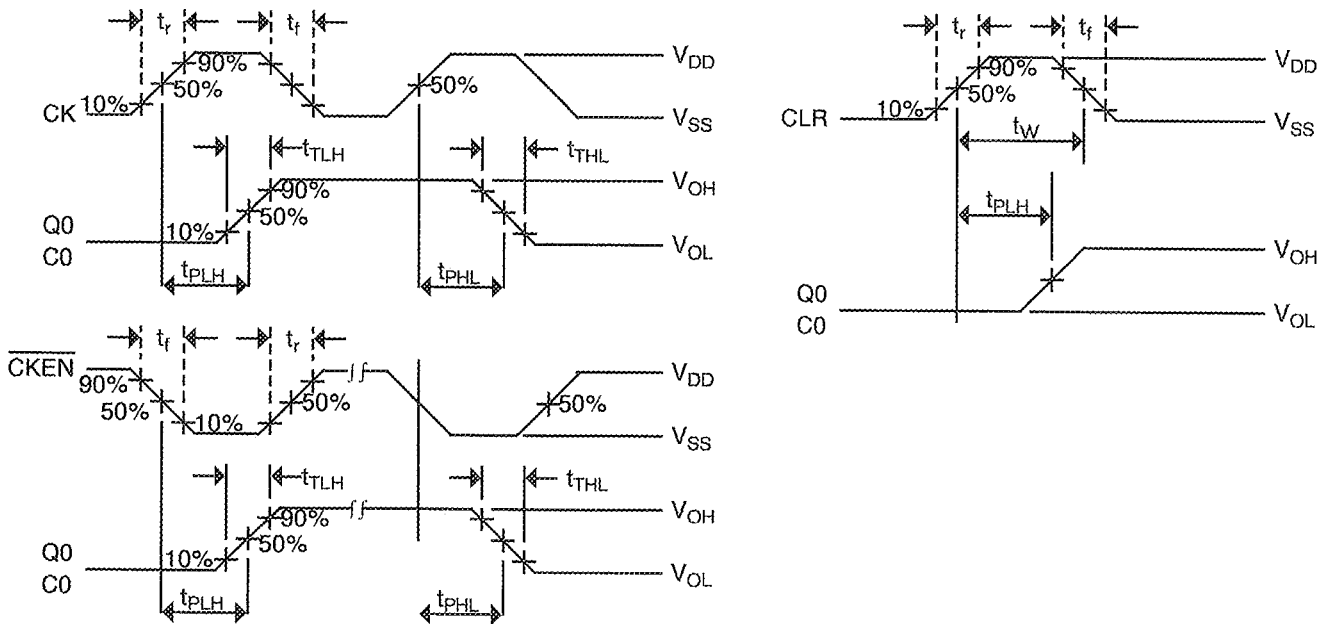 tr tf
90%
50%
10%
CK
50%
VDD
VSS
tTLH tTHL
90%
50%
10%
Q0
C0
VOH
VOL
tPLH tPHL
tf tr
CKEN
90%
50%
10%
50%
50%
VDD
VSS
tTLH tTHL
90%
50%
10%
Q0
C0
VOH
VOL
tPLH tPHL
tr tf
90%
50%
10%
CLR
VDD
VSS
tW
tPLH
Q0
C0
VOH
VOL